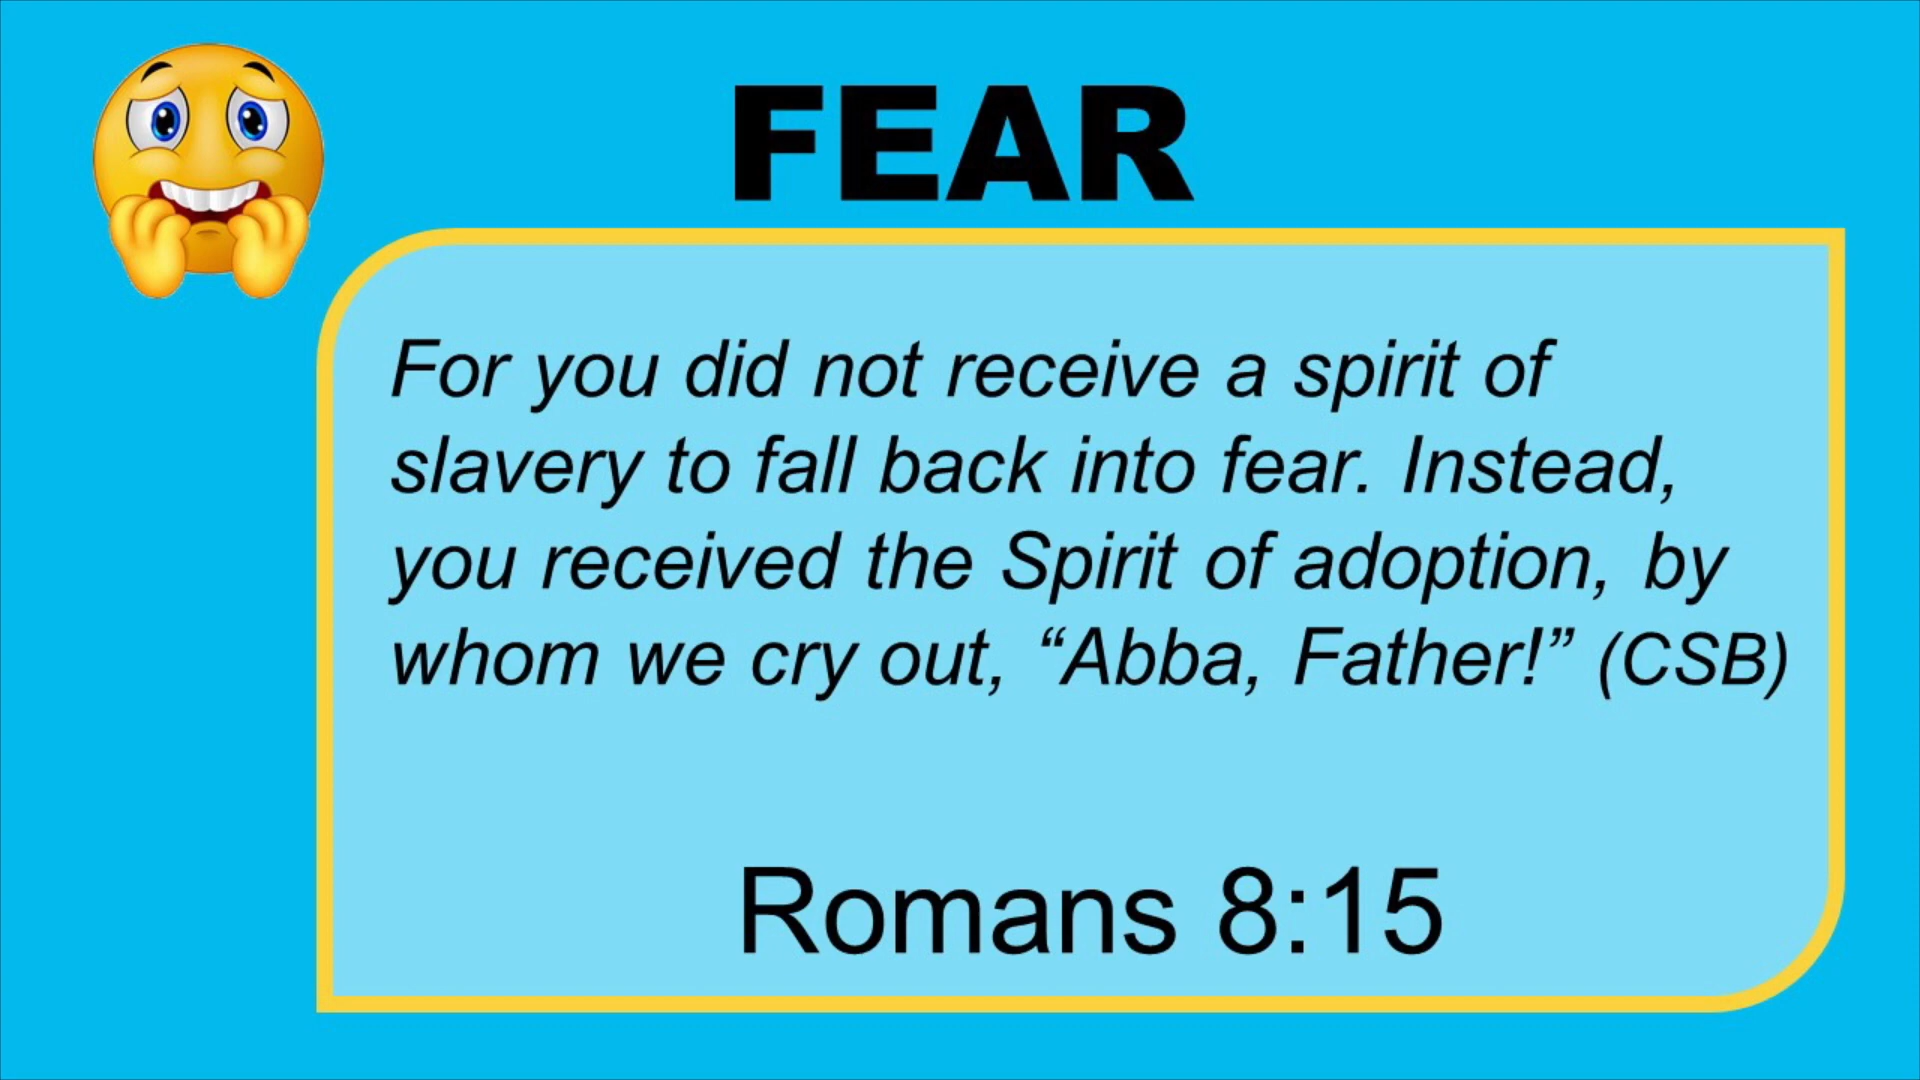 FEAR
For you did not receive a spirit of
slavery to fall back into fear. Instead,
you received the Spirit of adoption, by
whom we cry out, “Abba, Father!” (CSB)
Romans 8:15